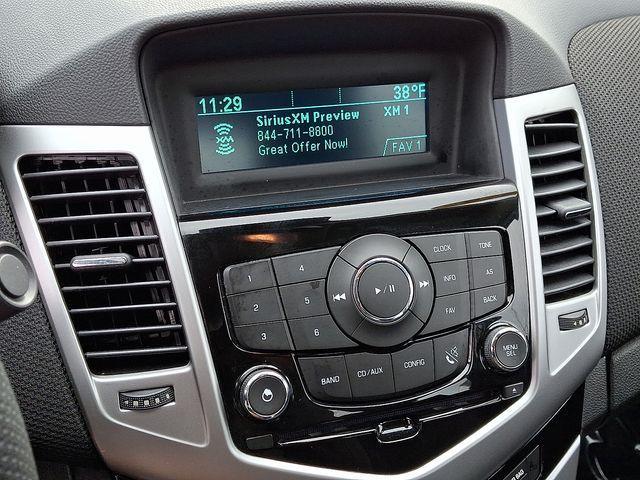 11:29 38°F
SiriusXM Preview XM 1
844-711-8800
Great Offer Now!
FAV 1
XM
1 4 CLOCK TONE
2 5 INFO AS
3 6 FAV BACK
BAND CD/AUX CONFIG
MENU
SEL